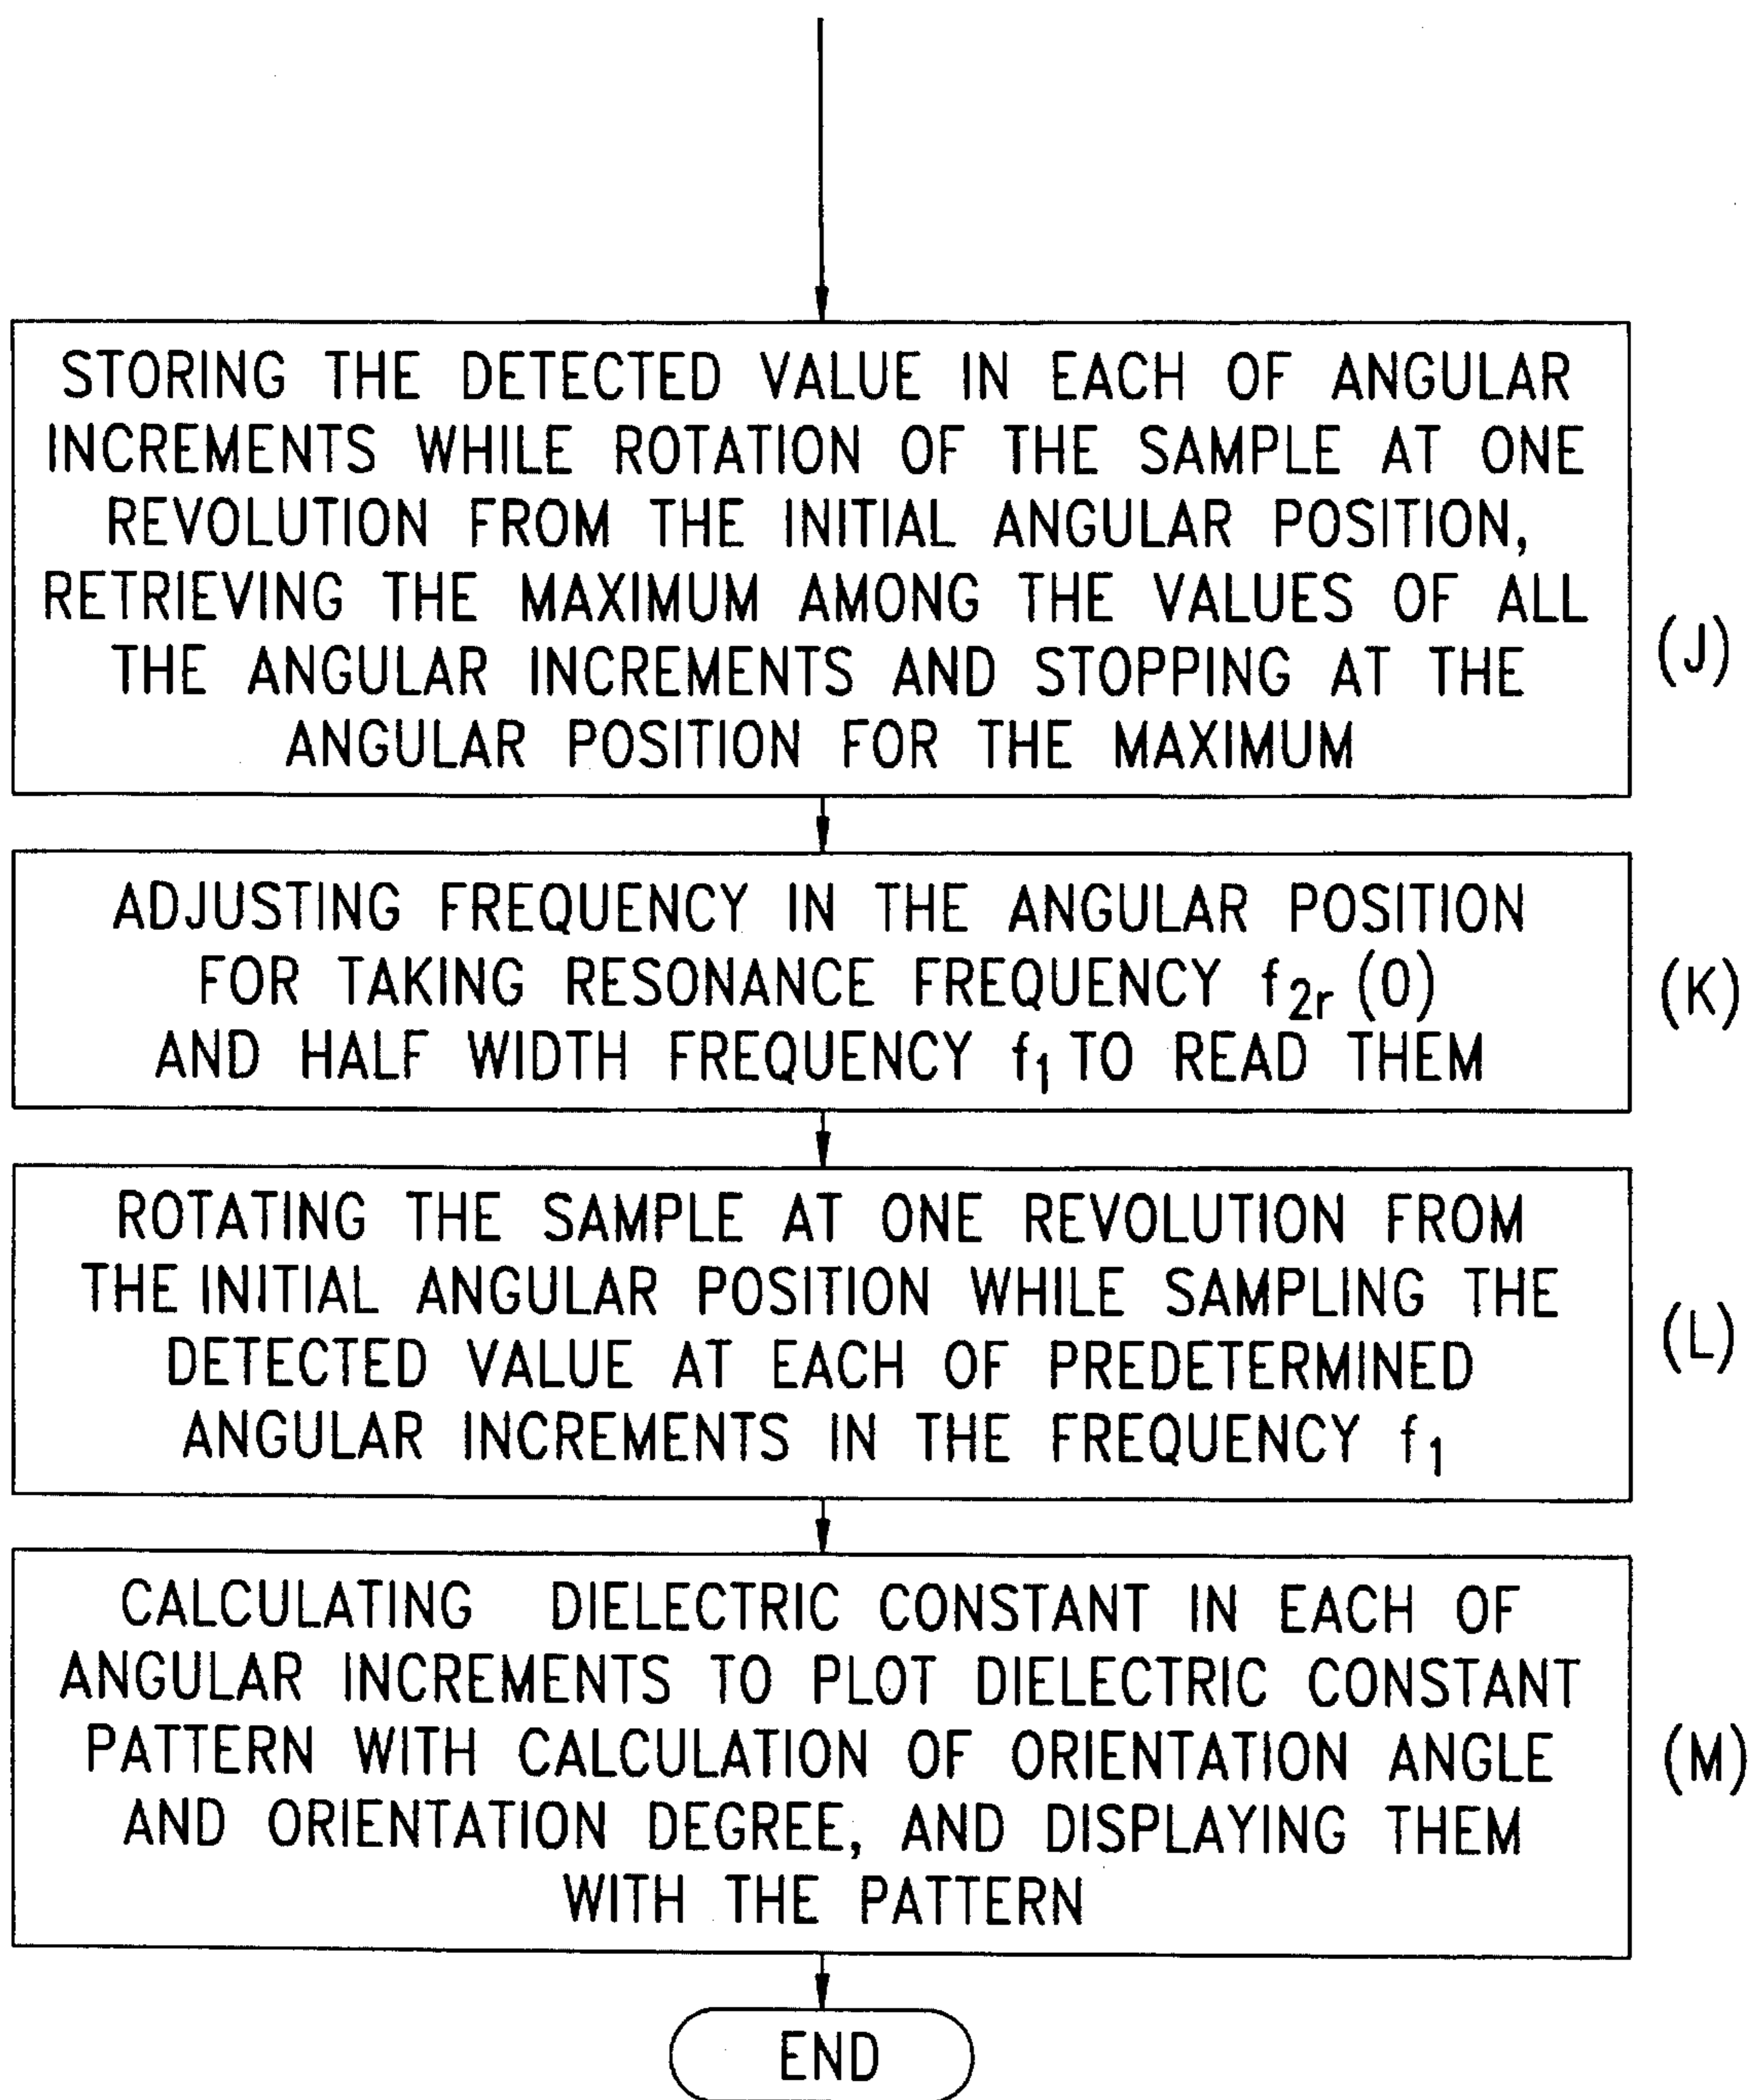 STORING THE DETECTED VALUE IN EACH OF ANGULAR
INCREMENTS WHILE ROTATION OF THE SAMPLE AT ONE
REVOLUTION FROM THE INITIAL ANGULAR POSITION,
RETRIEVING THE MAXIMUM AMONG THE VALUES OF ALL
THE ANGULAR INCREMENTS AND STOPPING AT THE
ANGULAR POSITION FOR THE MAXIMUM
(J)
ADJUSTING FREQUENCY IN THE ANGULAR POSITION
FOR TAKING RESONANCE FREQUENCY f2r (0)
AND HALF WIDTH FREQUENCY f1 TO READ THEM
(K)
ROTATING THE SAMPLE AT ONE REVOLUTION FROM
THE INITIAL ANGULAR POSITION WHILE SAMPLING THE
DETECTED VALUE AT EACH OF PREDETERMINED
ANGULAR INCREMENTS IN THE FREQUENCY f1
(L)
CALCULATING DIELECTRIC CONSTANT IN EACH OF
ANGULAR INCREMENTS TO PLOT DIELECTRIC CONSTANT
PATTERN WITH CALCULATION OF ORIENTATION ANGLE
AND ORIENTATION DEGREE, AND DISPLAYING THEM
WITH THE PATTERN
(M)
END